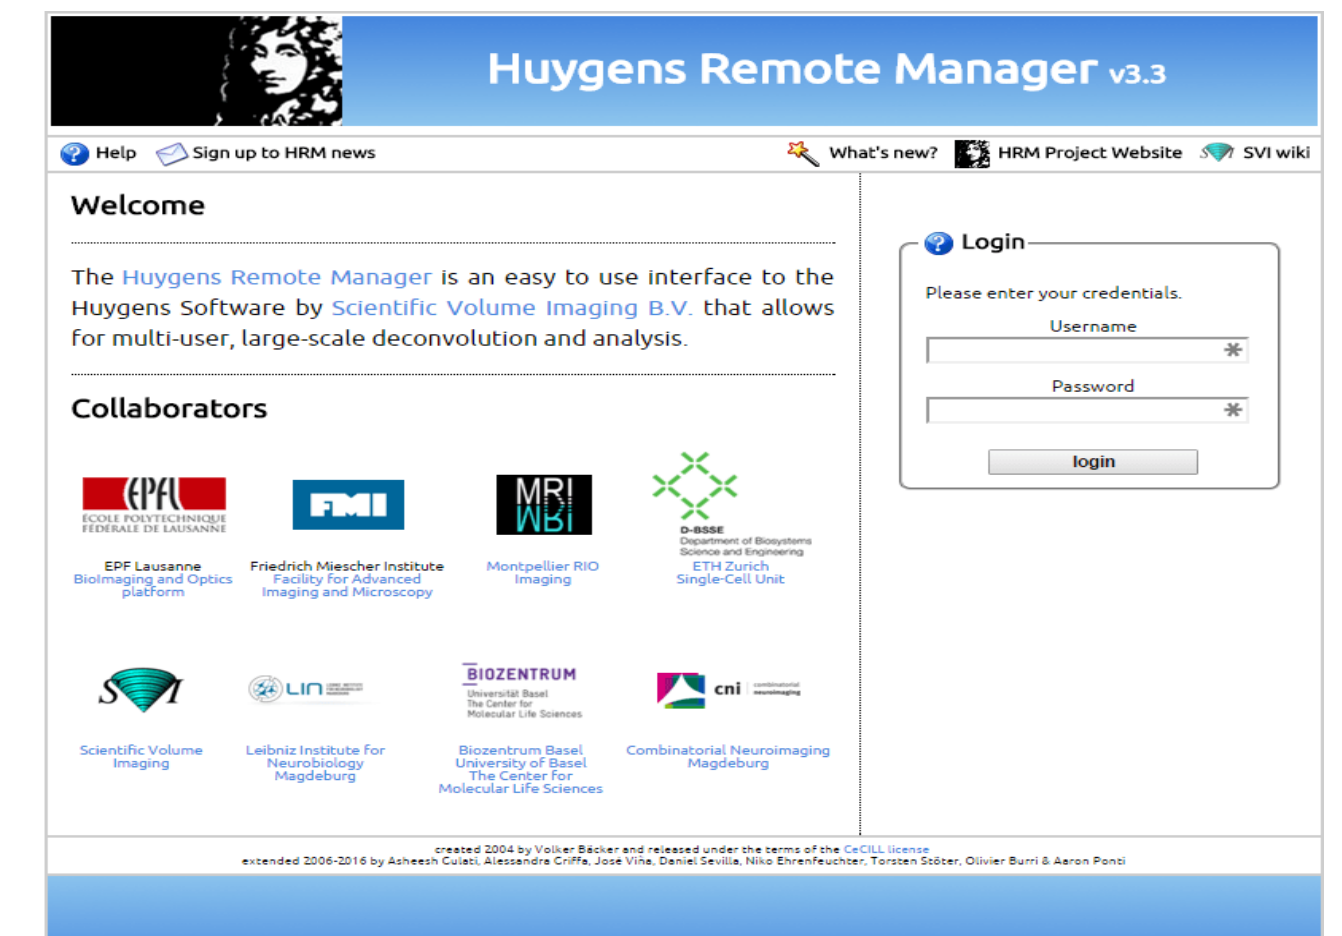 Huygens Remote Manager v3.3
Help Sign up to HRM news What's new? HRM Project Website SVI wiki
Welcome
The Huygens Remote Manager is an easy to use interface to the
Huygens Software by Scientific Volume Imaging B.V. that allows
for multi-user, large-scale deconvolution and analysis.
Collaborators
EPFL
ECOLE POLYTECHNIQUE
FEDERALE DE LAUSANNE
EPF Lausanne
BioImaging and Optics
platform
FMI
Friedrich Miescher Institute
Facility for Advanced
Imaging and Microscopy
MRI
Montpellier RIO
Imaging
D-BSSE
Department of Biosystems
Science and Engineering
ETH Zurich
Single-Cell Unit
SVI
Scientific Volume
Imaging
LIN
Leibniz Institute for
Neurobiology
Magdeburg
BIOZENTRUM
Universität Basel
The Center for
Molecular Life Sciences
Biozentrum Basel
University of Basel
The Center for
Molecular Life Sciences
cni combinatorial
neuroimaging
Combinatorial Neuroimaging
Magdeburg
Login
Please enter your credentials.
Username
Password
login
created 2004 by Volker Bäcker and released under the terms of the CeCILL license
extended 2006-2016 by Asheesh Gulati, Alessandra Griffa, José Viña, Daniel Sevilla, Niko Ehrenfeuchter, Torsten Stöter, Olivier Burri & Aaron Ponti